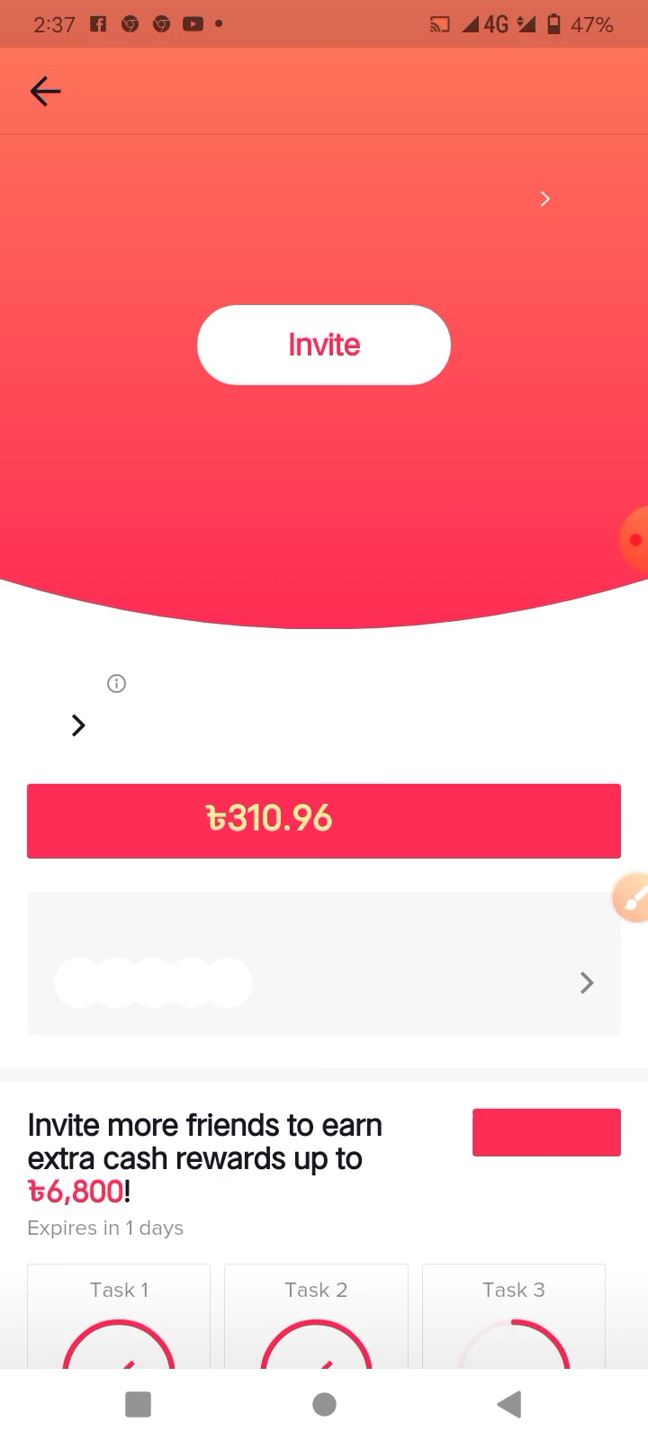 2:37
4G
47%
Invite
৳310.96
Invite more friends to earn
extra cash rewards up to
৳6,800!
Expires in 1 days
Task 1
Task 2
Task 3